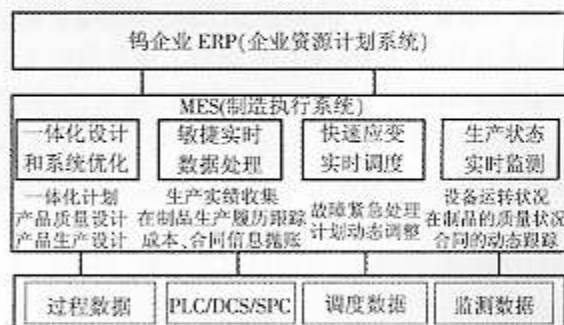 钨企业ERP(企业资源计划系统)
MES(制造执行系统)
一体化设计
和系统优化
敏捷实时
数据处理
快速应变
实时调度
生产状态
实时监测
一体化计划
产品质量设计
产品生产设计
生产实绩收集
在制品生产履历跟踪
成本、合同信息抛账
故障紧急处理
计划动态调整
设备运转状况
在制品的质量状况
合同的动态跟踪
过程数据
PLC/DCS/SPC
调度数据
监测数据